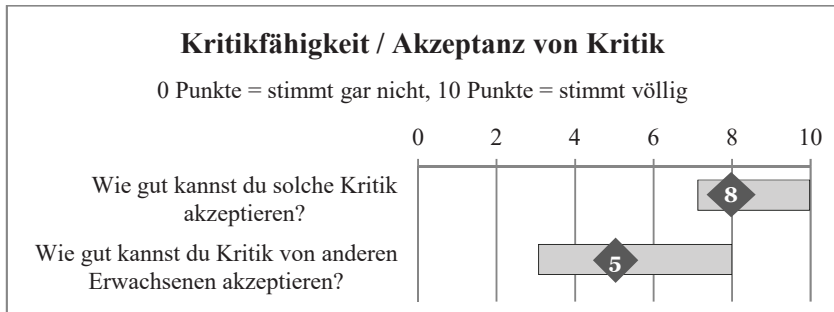 Kritikfähigkeit / Akzeptanz von Kritik
0 Punkte = stimmt gar nicht, 10 Punkte = stimmt völlig
0 2 4 6 8 10
Wie gut kannst du solche Kritik
akzeptieren?
8
Wie gut kannst du Kritik von anderen
Erwachsenen akzeptieren?
5